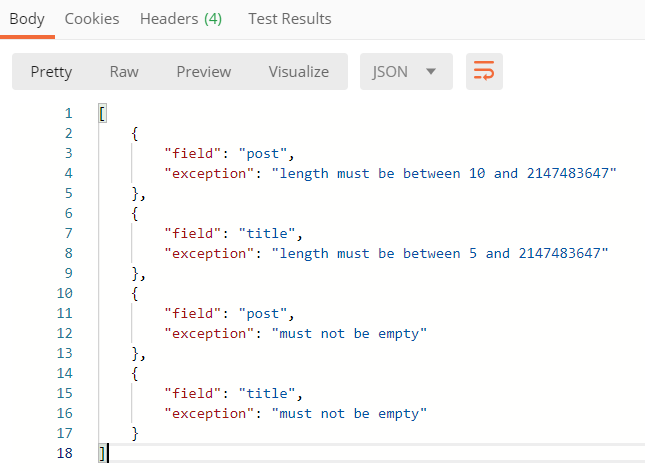 Body Cookies Headers (4) Test Results
Pretty Raw Preview Visualize JSON
1 [
2 {
3 "field": "post",
4 "exception": "length must be between 10 and 2147483647"
5 },
6 {
7 "field": "title",
8 "exception": "length must be between 5 and 2147483647"
9 },
10 {
11 "field": "post",
12 "exception": "must not be empty"
13 },
14 {
15 "field": "title",
16 "exception": "must not be empty"
17 }
18 ]